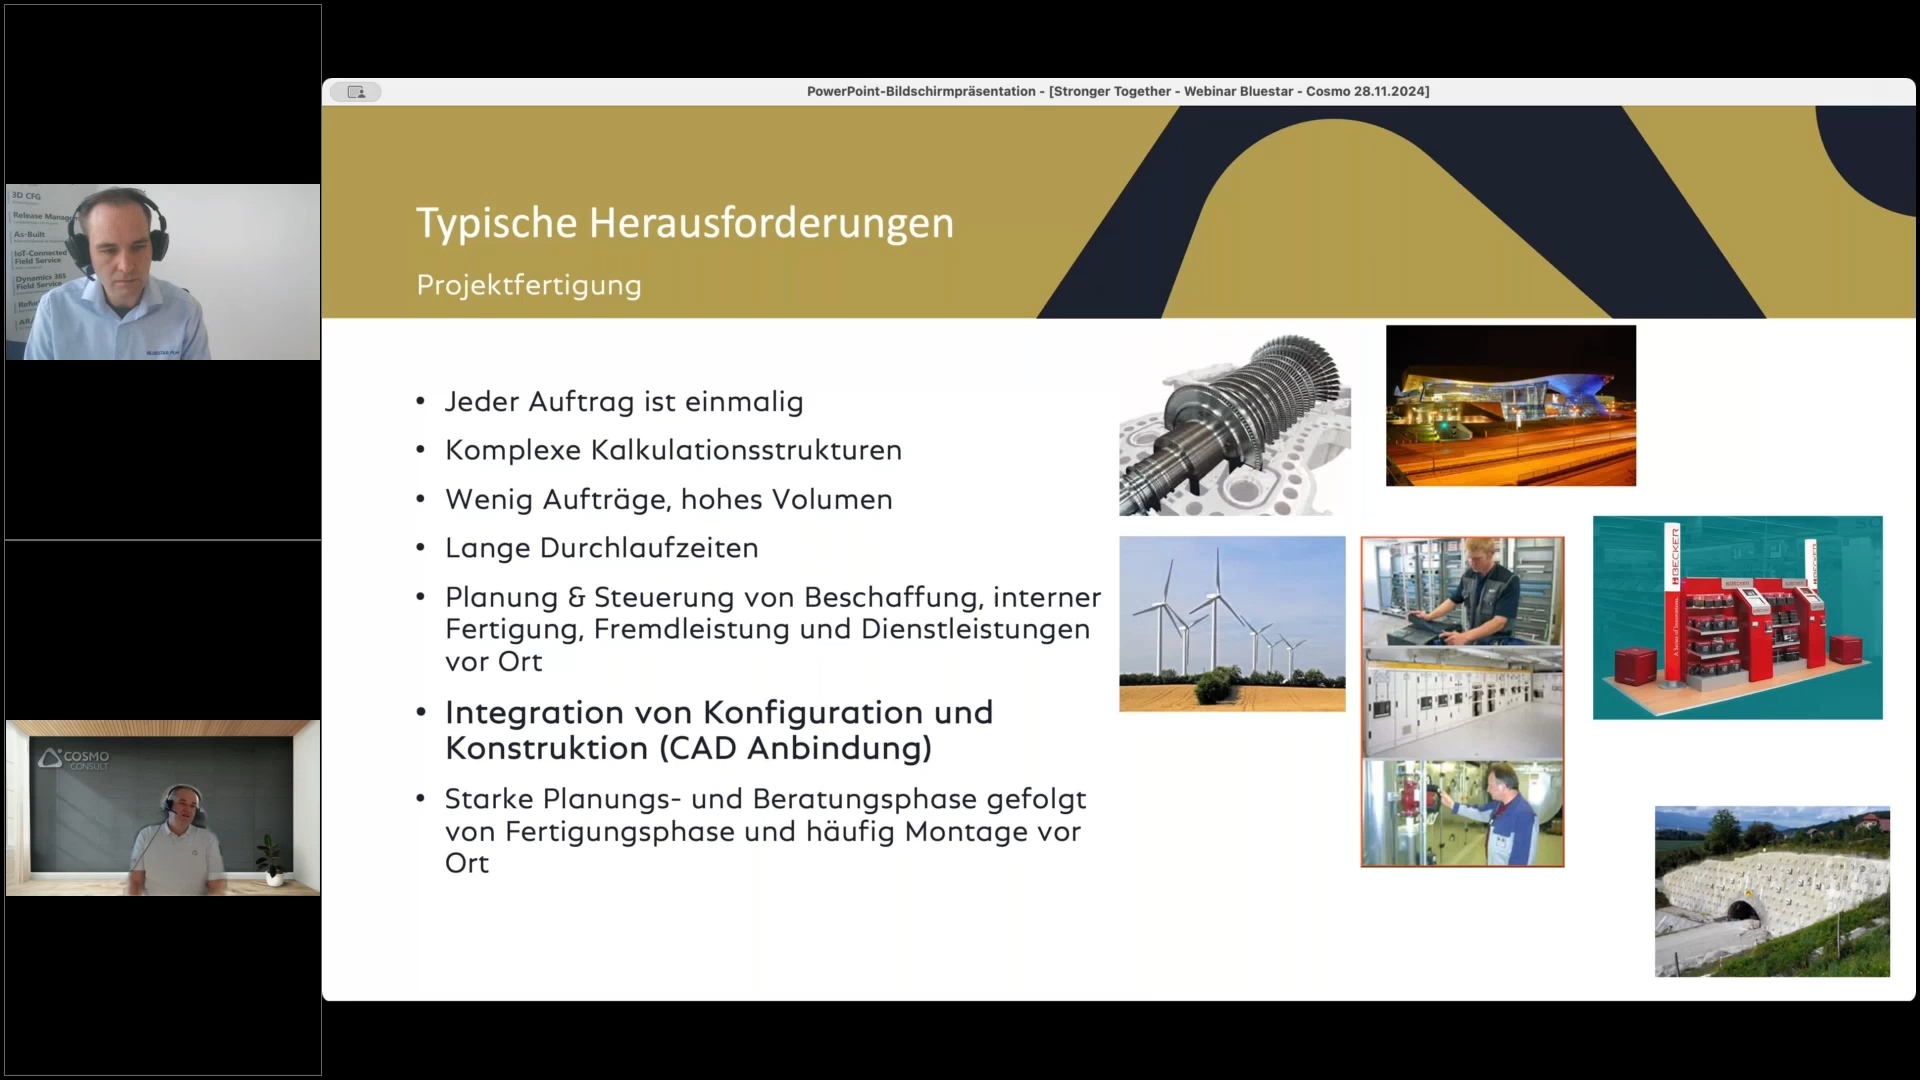 PowerPoint-Bildschirmpräsentation - [Stronger Together - Webinar Bluestar - Cosmo 28.11.2024]
Typische Herausforderungen
Projektfertigung
• Jeder Auftrag ist einmalig
• Komplexe Kalkulationsstrukturen
• Wenig Aufträge, hohes Volumen
• Lange Durchlaufzeiten
• Planung & Steuerung von Beschaffung, interner
Fertigung, Fremdleistung und Dienstleistungen
vor Ort
• Integration von Konfiguration und
Konstruktion (CAD Anbindung)
• Starke Planungs- und Beratungsphase gefolgt
von Fertigungsphase und häufig Montage vor
Ort
BECKER
BECKER
3D CFG
Release Manag
As-Built
IoT-Connected
Field Service
Dynamics 365
Field Service
BLUESTAR PLM
COSMO
CONSULT